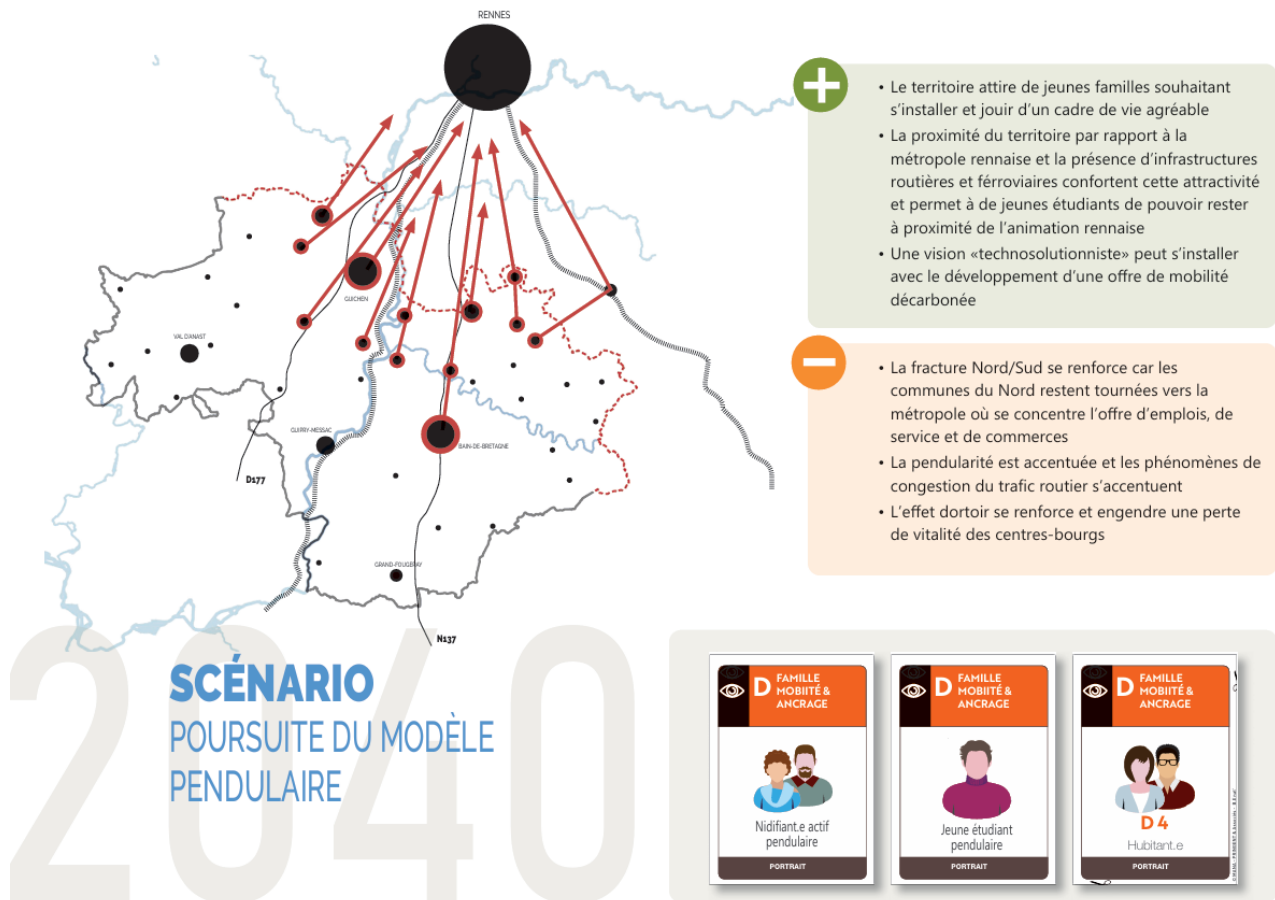 RENNES
GUICHEN
VAL D'ANAST
GUIPRY-MESSAC
BAIN-DE-BRETAGNE
D177
GRAND-FOUGERAY
N137
• Le territoire attire de jeunes familles souhaitant
s'installer et jouir d'un cadre de vie agréable
• La proximité du territoire par rapport à la
métropole rennaise et la présence d'infrastructures
routières et férroviaires confortent cette attractivité
et permet à de jeunes étudiants de pouvoir rester
à proximité de l'animation rennaise
• Une vision «technosolutionniste» peut s'installer
avec le développement d'une offre de mobilité
décarbonée
• La fracture Nord/Sud se renforce car les
communes du Nord restent tournées vers la
métropole où se concentre l'offre d'emplois, de
service et de commerces
• La pendularité est accentuée et les phénomènes de
congestion du trafic routier s'accentuent
• L'effet dortoir se renforce et engendre une perte
de vitalité des centres-bourgs
2040
SCÉNARIO
POURSUITE DU MODÈLE
PENDULAIRE
D FAMILLE
MOBIITÉ &
ANCRAGE
Nidifiant.e actif
pendulaire
PORTRAIT
D FAMILLE
MOBIITÉ &
ANCRAGE
Jeune étudiant
pendulaire
PORTRAIT
D FAMILLE
MOBIITÉ &
ANCRAGE
D 4
Hubitant.e
PORTRAIT